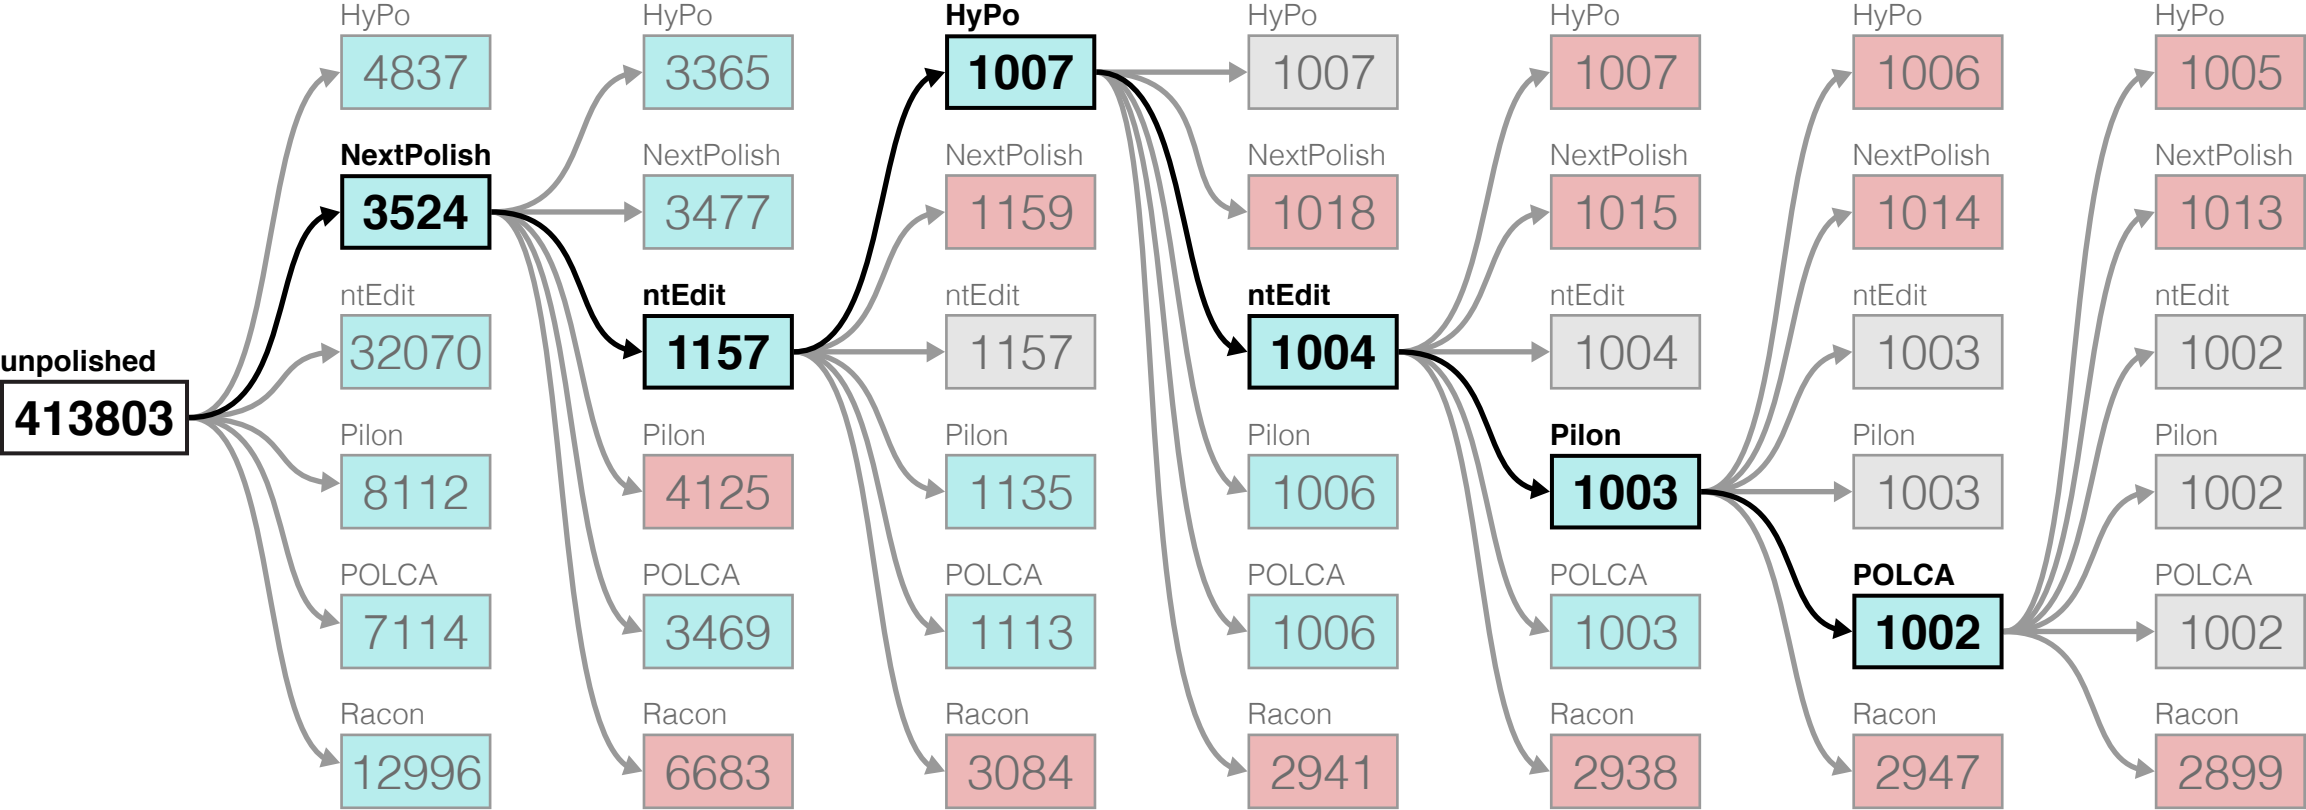 HyPo HyPo HyPo HyPo HyPo HyPo HyPo
4837 3365 1007 1007 1007 1006 1005
NextPolish NextPolish NextPolish NextPolish NextPolish NextPolish NextPolish
3524 3477 1159 1018 1015 1014 1013
ntEdit ntEdit ntEdit ntEdit ntEdit ntEdit ntEdit
32070 1157 1157 1004 1004 1003 1002
unpolished
413803
Pilon Pilon Pilon Pilon Pilon Pilon Pilon
8112 4125 1135 1006 1003 1003 1002
POLCA POLCA POLCA POLCA POLCA POLCA POLCA
7114 3469 1113 1006 1003 1002 1002
Racon Racon Racon Racon Racon Racon Racon
12996 6683 3084 2941 2938 2947 2899